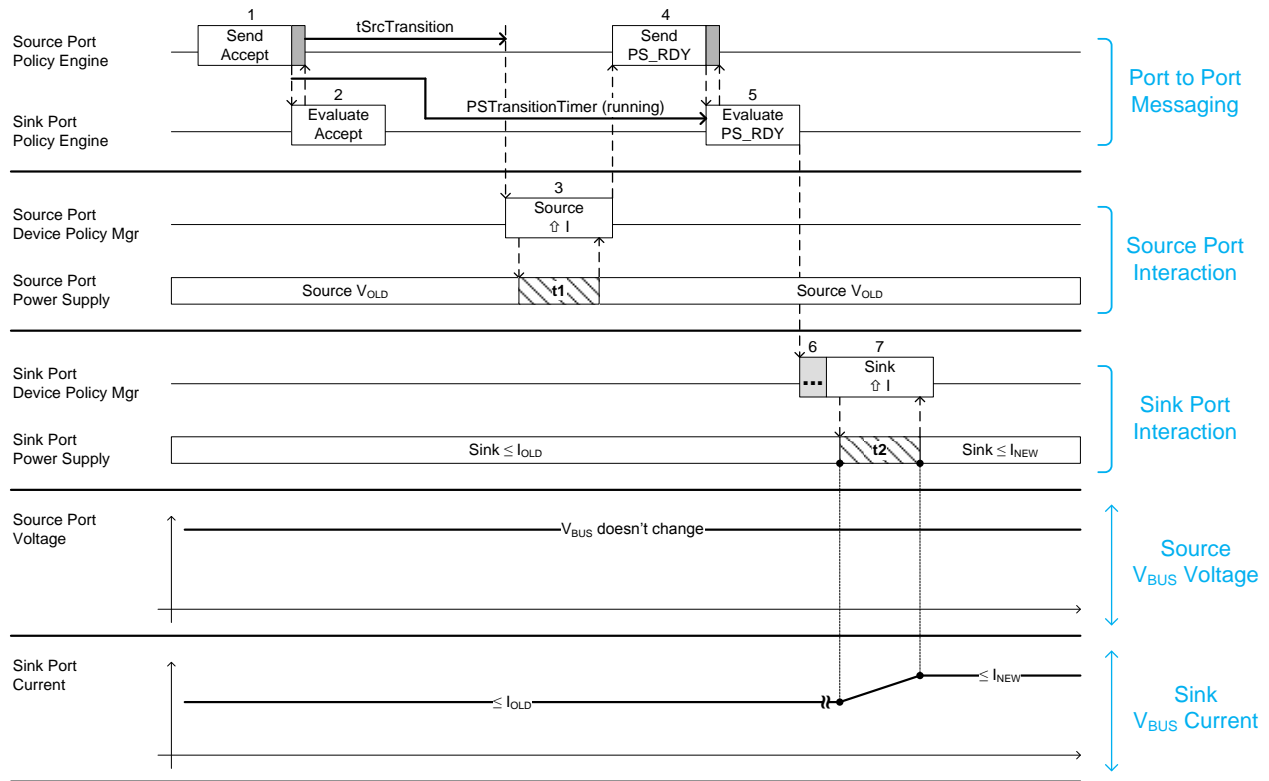 1
4
Source Port
Policy Engine
Send
Accept
tSrcTransition
Send
PS_RDY
Port to Port
Messaging
2
5
PSTransitionTimer (running)
Sink Port
Policy Engine
Evaluate
Accept
Evaluate
PS_RDY
3
Source Port
Device Policy Mgr
Source
⇧ I
Source Port
Interaction
Source Port
Power Supply
Source VOLD
t1
Source VOLD
6
7
Sink Port
Device Policy Mgr
...
Sink
⇧ I
Sink Port
Interaction
Sink Port
Power Supply
Sink ≤ IOLD
t2
Sink ≤ INEW
Source Port
Voltage
VBUS doesn't change
Source
VBUS Voltage
Sink Port
Current
≤ IOLD
≤ INEW
Sink
VBUS Current